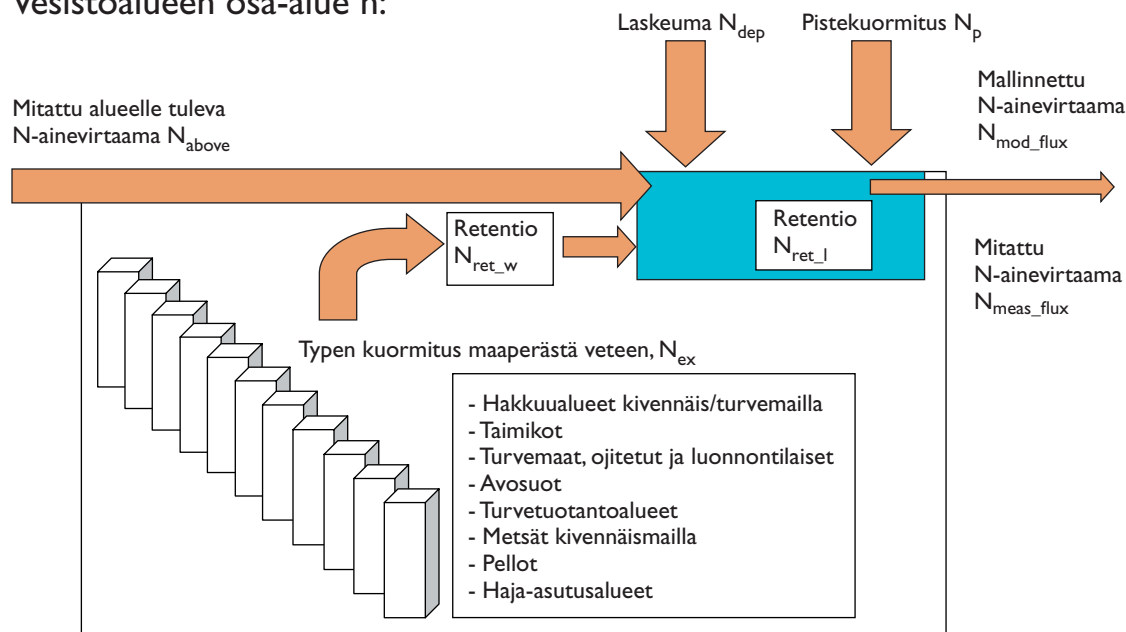 Vesistöalueen osa-alue n:
Laskeuma N_dep
Pistekuormitus N_p
Mitattu alueelle tuleva
N-ainevirtaama N_above
Mallinnettu
N-ainevirtaama
N_mod_flux
Retentio
N_ret_w
Retentio
N_ret_l
Mitattu
N-ainevirtaama
N_meas_flux
Typen kuormitus maaperästä veteen, N_ex
- Hakkuualueet kivennäis/turvemailla
- Taimikot
- Turvemaat, ojitetut ja luonnontilaiset
- Avosuot
- Turvetuotantoalueet
- Metsät kivennäismailla
- Pellot
- Haja-asutusalueet